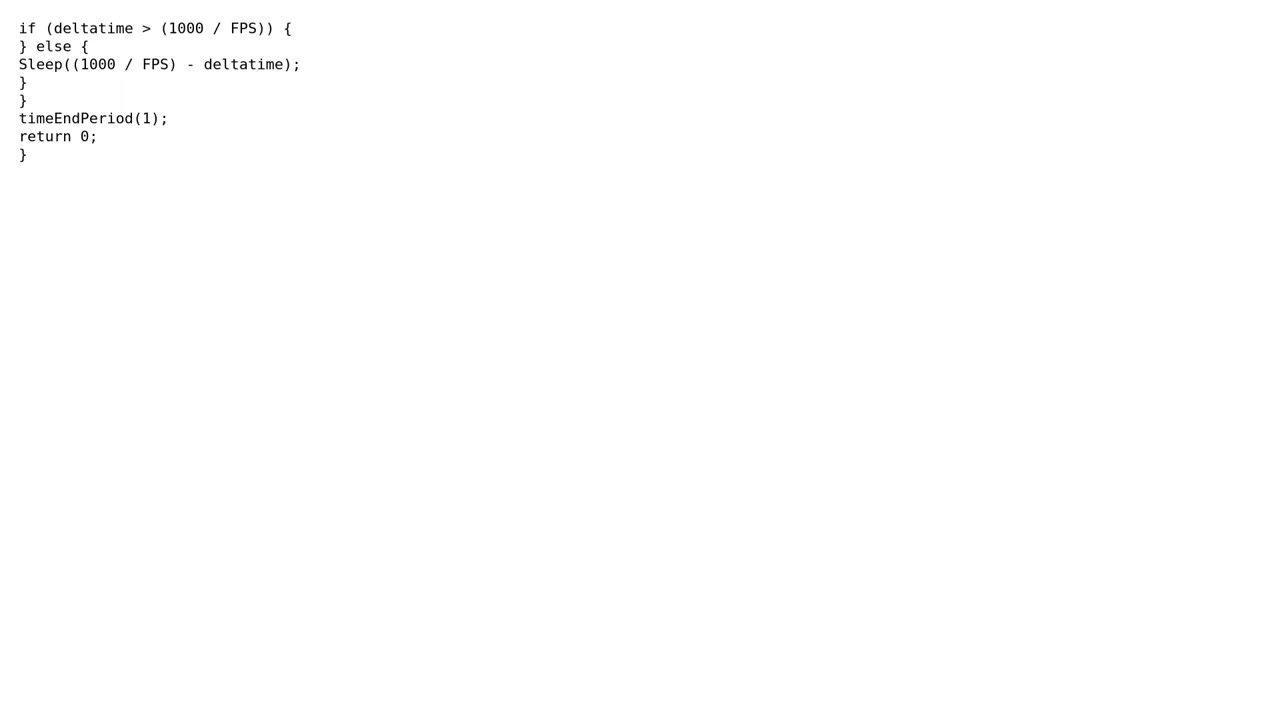 if (deltatime > (1000 / FPS)) {
} else {
Sleep((1000 / FPS) - deltatime);
}
}
timeEndPeriod(1);
return 0;
}